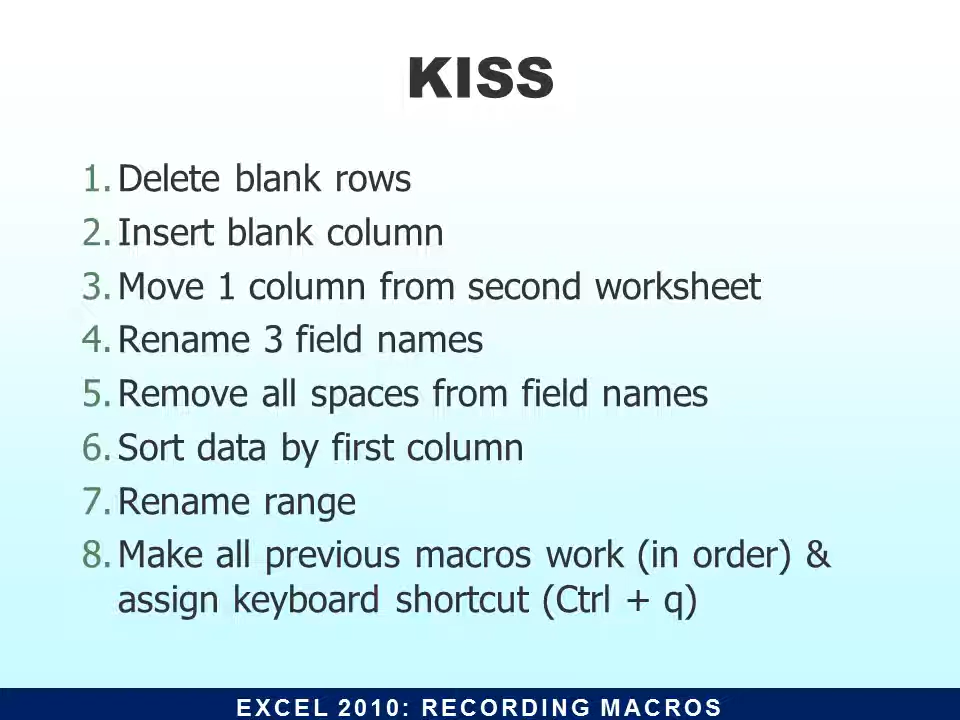 KISS
1. Delete blank rows
2. Insert blank column
3. Move 1 column from second worksheet
4. Rename 3 field names
5. Remove all spaces from field names
6. Sort data by first column
7. Rename range
8. Make all previous macros work (in order) &
assign keyboard shortcut (Ctrl + q)
EXCEL 2010: RECORDING MACROS